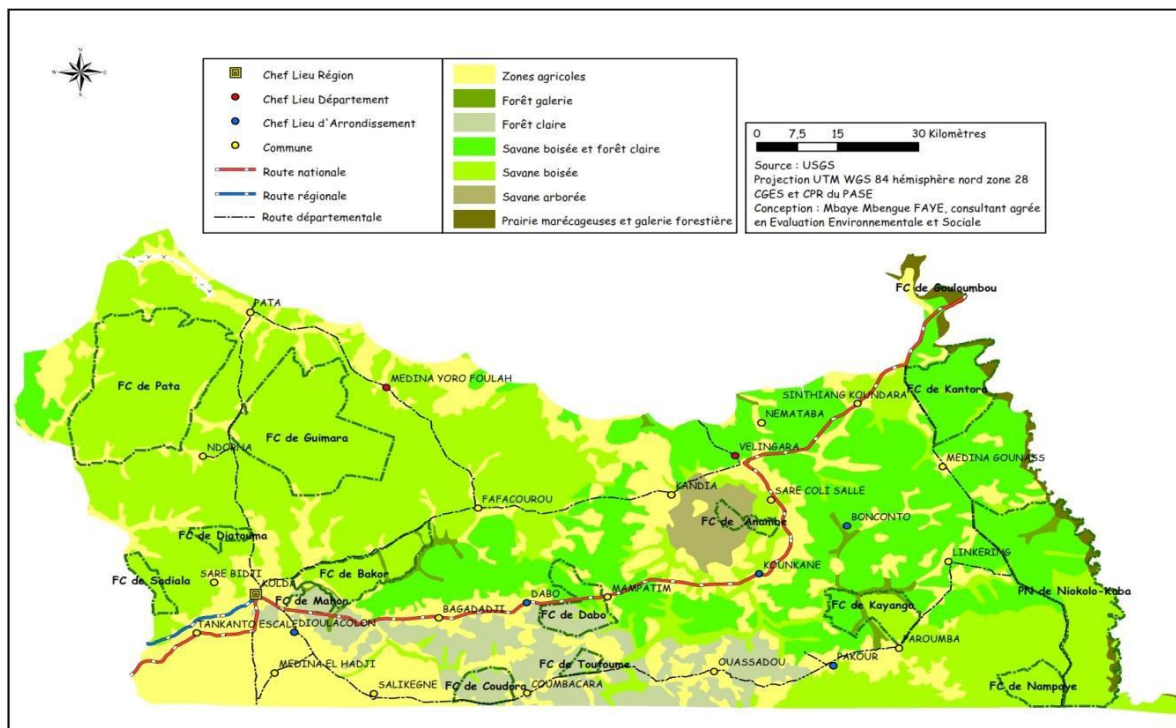 N
W E
S
Chef Lieu Région
Chef Lieu Département
Chef Lieu d'Arrondissement
Commune
Route nationale
Route régionale
Route départementale
Zones agricoles
Forêt galerie
Forêt claire
Savane boisée et forêt claire
Savane boisée
Savane arborée
Prairie marécageuses et galerie forestière
0 7,5 15 30 Kilomètres
Source : USGS
Projection UTM WGS 84 hémisphère nord zone 28
CGES et CPR du PASE
Conception : Mbaye Mbengue FAYE, consultant agrée
en Evaluation Environnementale et Sociale
FC de Gouloumbou
PATA
FC de Pata
MEDINA YORO FOULAH
FC de Kantora
SINTHIANG KOUNDARA
NEMATABA
FC de Guimara
NDORNA
VELINGARA
MEDINA GOUNASS
KANDIA
SARE COLI SALLE
FAFACOUROU
FC de Anambe
BONCONTO
FC de Diatouma
LINKERING
FC de Sadiala
SARE BIDJI
FC de Bakor
KOUNKANE
KOLDA
FC de Mahon
DABO
MAMPATIM
PN de Niokolo-Koba
FC de Kayanga
BAGADADJI
FC de Dabo
TANKANTO ESCALE
DIOULACOLON
PAROUMBA
MEDINA EL HADJI
FC de Toutoume
OUASSADOU
PAKOUR
SALIKEGNE
FC de Coudora
COUMBACARA
FC de Nampaye